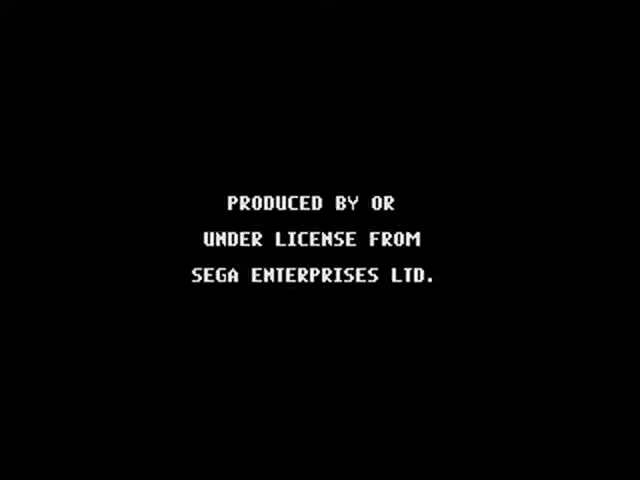 PRODUCED BY OR
UNDER LICENSE FROM
SEGA ENTERPRISES LTD.